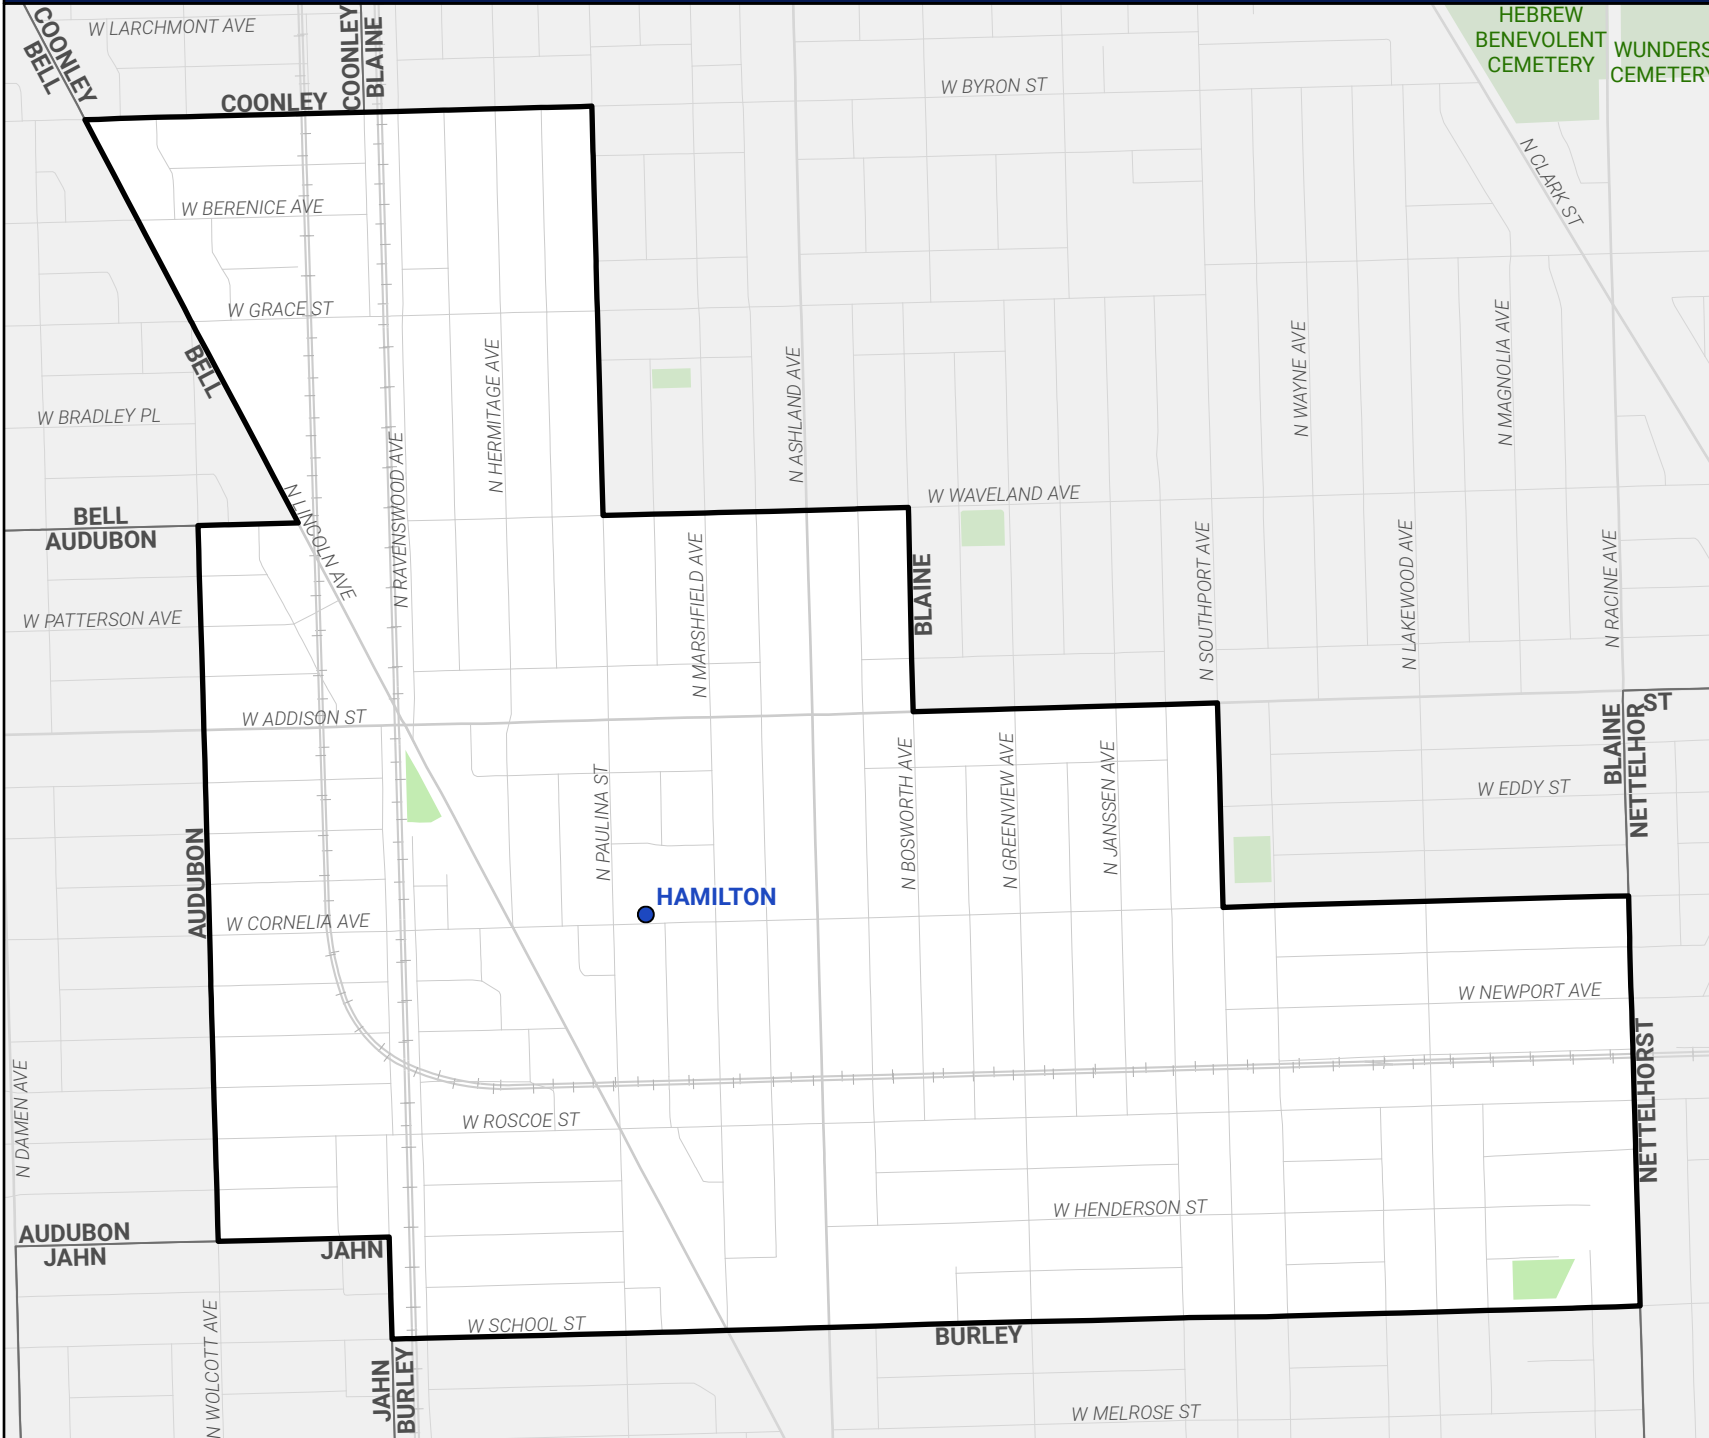 W LARCHMONT AVE
COONLEY
BELL
COONLEY
BLAINE
COONLEY
HEBREW
BENEVOLENT
CEMETERY
WUNDERS
CEMETERY
W BYRON ST
N CLARK ST
W BERENICE AVE
W GRACE ST
BELL
W BRADLEY PL
N HERMITAGE AVE
N ASHLAND AVE
N WAYNE AVE
N MAGNOLIA AVE
N RAVENSWOOD AVE
N LINCOLN AVE
W WAVELAND AVE
BELL
AUDUBON
W PATTERSON AVE
N MARSHFIELD AVE
BLAINE
N SOUTHPORT AVE
N LAKEWOOD AVE
N RACINE AVE
W ADDISON ST
BLAINE
NETTELHOR
ST
N PAULINA ST
N BOSWORTH AVE
N GREENVIEW AVE
N JANSSEN AVE
W EDDY ST
AUDUBON
HAMILTON
W CORNELIA AVE
W NEWPORT AVE
NETTELHORST
N DAMEN AVE
W ROSCOE ST
W HENDERSON ST
AUDUBON
JAHN
JAHN
W SCHOOL ST
BURLEY
N WOLCOTT AVE
JAHN
BURLEY
W MELROSE ST